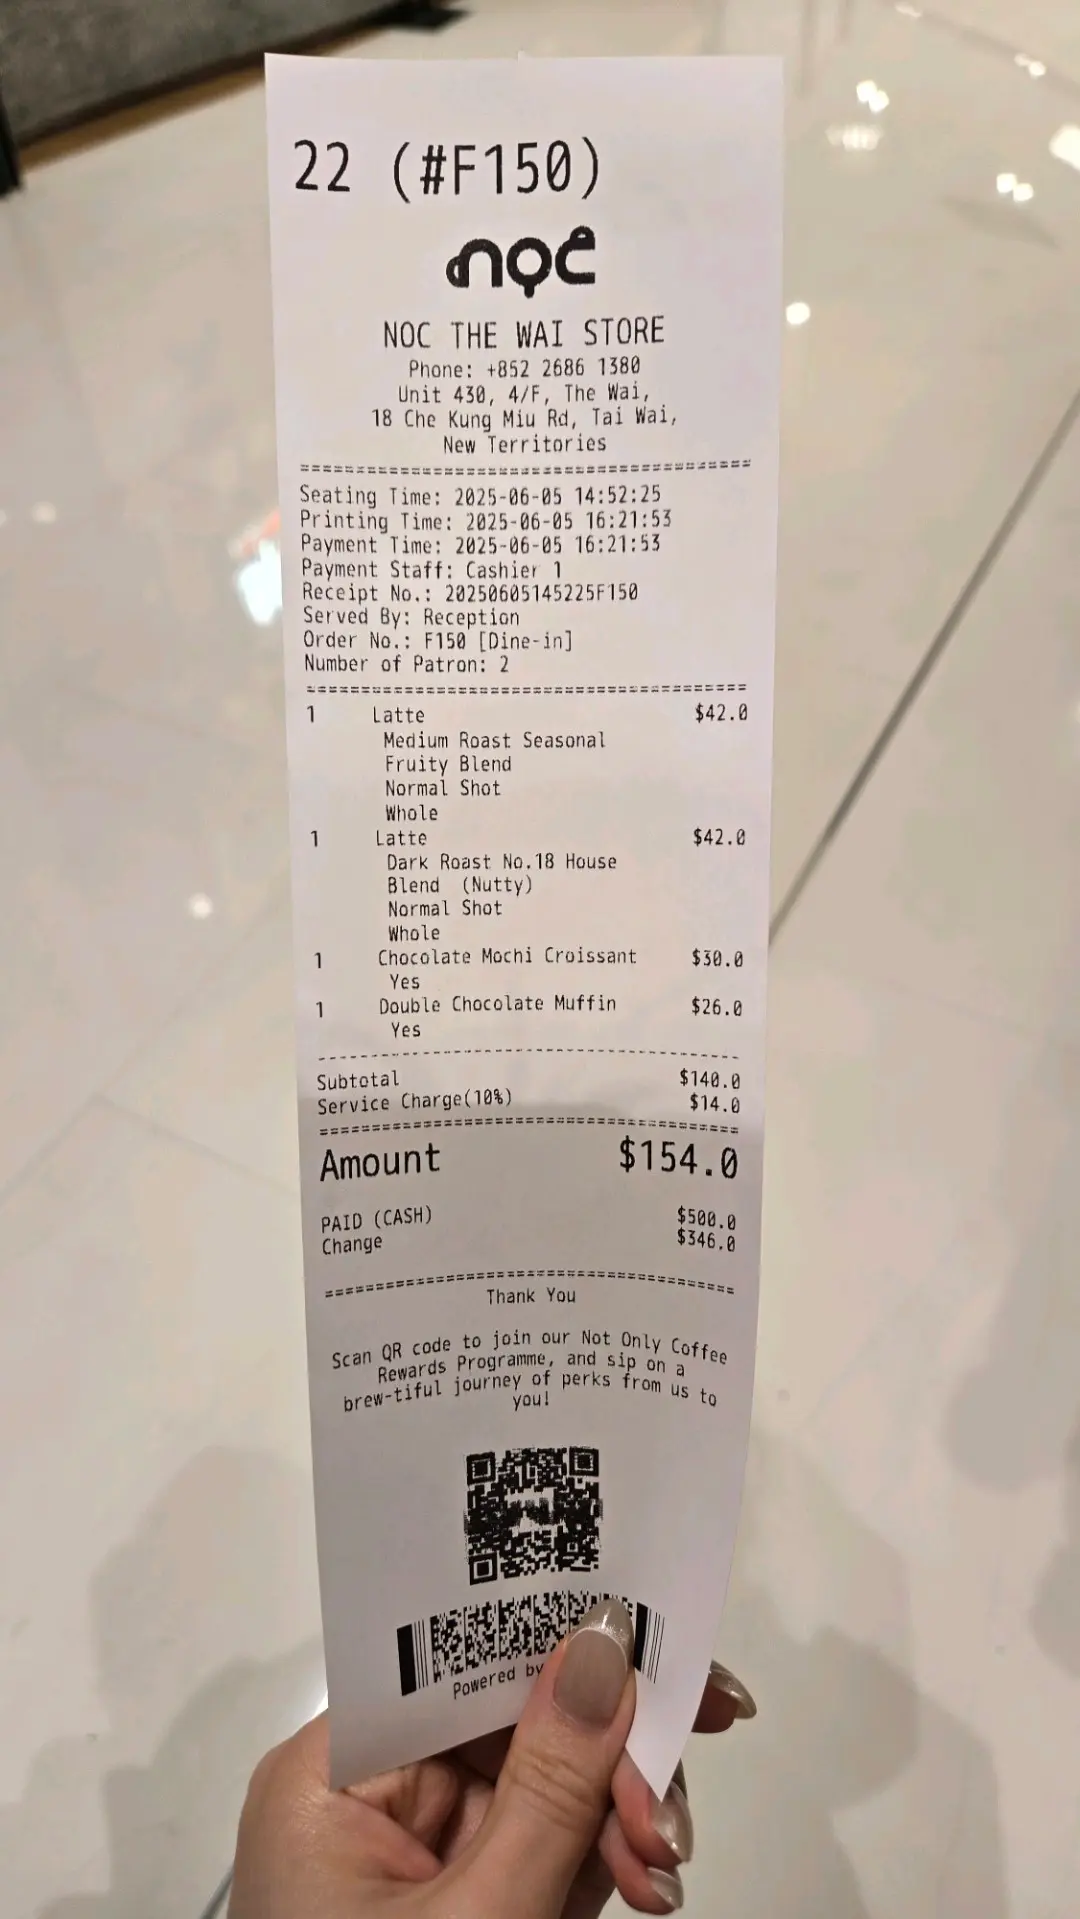 22 (#F150)
noc
NOC THE WAI STORE
Phone: +852 2686 1380
Unit 430, 4/F, The Wai,
18 Che Kung Miu Rd, Tai Wai,
New Territories
Seating Time: 2025-06-05 14:52:25
Printing Time: 2025-06-05 16:21:53
Payment Time: 2025-06-05 16:21:53
Payment Staff: Cashier 1
Receipt No.: 20250605145225F150
Served By: Reception
Order No.: F150 [Dine-in]
Number of Patron: 2
1 Latte $42.0
Medium Roast Seasonal
Fruity Blend
Normal Shot
Whole
1 Latte $42.0
Dark Roast No.18 House
Blend (Nutty)
Normal Shot
Whole
1 Chocolate Mochi Croissant $30.0
Yes
1 Double Chocolate Muffin $26.0
Yes
Subtotal $140.0
Service Charge(10%) $14.0
Amount $154.0
PAID (CASH) $500.0
Change $346.0
Thank You
Scan QR code to join our Not Only Coffee
Rewards Programme, and sip on a
brew-tiful journey of perks from us to
you!
Powered by